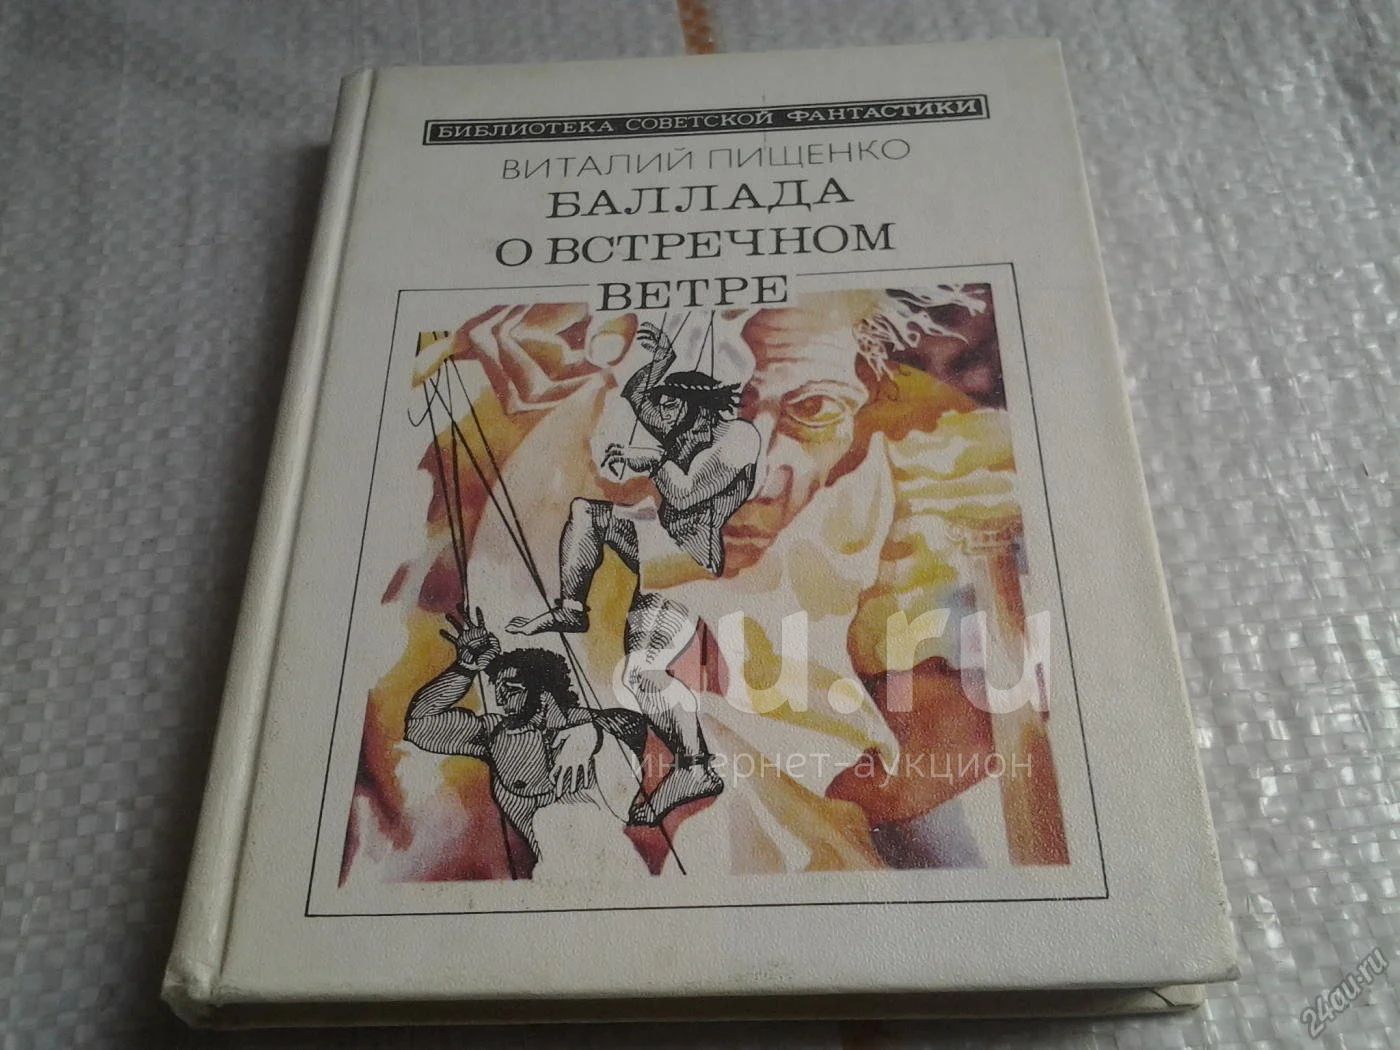 БИБЛИОТЕКА СОВЕТСКОЙ ФАНТАСТИКИ
ВИТАЛИЙ ПИЩЕНКО
БАЛЛАДА
О ВСТРЕЧНОМ
ВЕТРЕ
au.ru
интернет-аукцион
24au.ru